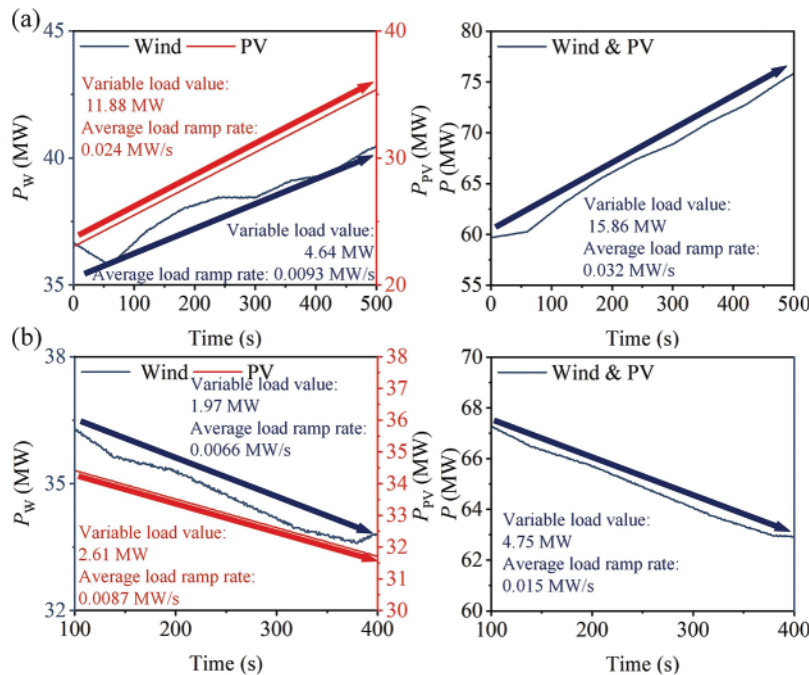 (a)
45
40
35
P_W (MW)
Wind
PV
Variable load value:
11.88 MW
Average load ramp rate:
0.024 MW/s
Variable load value:
4.64 MW
Average load ramp rate: 0.0093 MW/s
40
30
20
P_PV (MW)
0
100
200
300
400
500
Time (s)
80
75
70
65
60
55
P (MW)
Wind & PV
Variable load value:
15.86 MW
Average load ramp rate:
0.032 MW/s
0
100
200
300
400
500
Time (s)
(b)
38
35
32
P_W (MW)
Wind
PV
Variable load value:
1.97 MW
Average load ramp rate:
0.0066 MW/s
Variable load value:
2.61 MW
Average load ramp rate:
0.0087 MW/s
38
37
36
35
34
33
32
31
30
P_PV (MW)
100
200
300
400
Time (s)
70
68
66
63
62
60
P (MW)
Wind & PV
Variable load value:
4.75 MW
Average load ramp rate:
0.015 MW/s
100
200
300
400
Time (s)